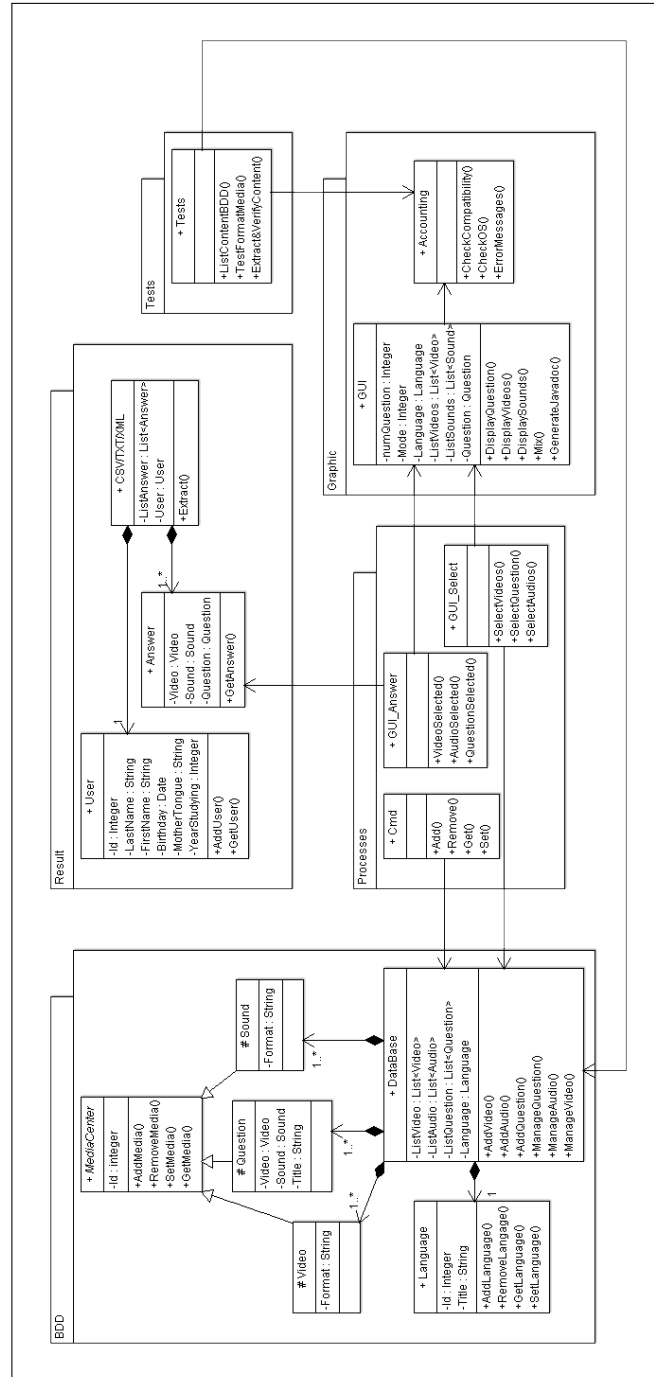 BDD
+ MediaCenter
-Id : integer
+AddMedia()
+RemoveMedia()
+SetMedia()
+GetMedia()
# Video
-Format : String
# Question
-Video : Video
-Sound : Sound
-Title : String
# Sound
-Format : String
1..*
1..*
1..*
+ DataBase
-ListVideo : List<Video>
-ListAudio : List<Audio>
-ListQuestion : List<Question>
-Language : Language
+AddVideo()
+AddAudio()
+AddQuestion()
+ManageQuestion()
+ManageAudio()
+ManageVideo()
1
+ Language
-Id : Integer
-Title : String
+AddLanguage()
+RemoveLangage()
+GetLanguage()
+SetLanguage()
Result
+ User
-Id : Integer
-LastName : String
-FirstName : String
-Birthday : Date
-MotherTongue : String
-YearStudying : Integer
+AddUser()
+GetUser()
1
+ Answer
-Video : Video
-Sound : Sound
-Question : Question
+GetAnswer()
1..*
+ CSV/TXT/XML
-ListAnswer : List<Answer>
-User : User
+Extract()
Processes
+ Cmd
+Add()
+Remove()
+Get()
+Set()
+ GUI_Answer
+VideoSelected()
+AudioSelected()
+QuestionSelected()
+ GUI_Select
+SelectVideos()
+SelectQuestion()
+SelectAudios()
Tests
+ Tests
+ListContentBDD()
+TestFormatMedia()
+Extract&VerifyContent()
Graphic
+ GUI
-numQuestion : Integer
-Mode : Integer
-Language : Language
-ListVideos : List<Video>
-ListSounds : List<Sound>
-Question : Question
+DisplayQuestion()
+DisplayVideos()
+DisplaySounds()
+Mix()
+GenerateJavadoc()
+ Accounting
+CheckCompatibility()
+CheckOS()
+ErrorMessages()